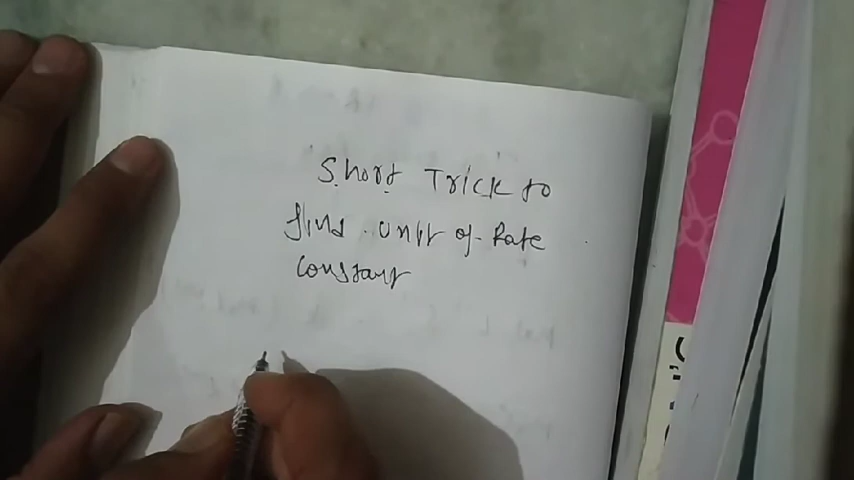 Short Trick to
find unit of Rate
constant